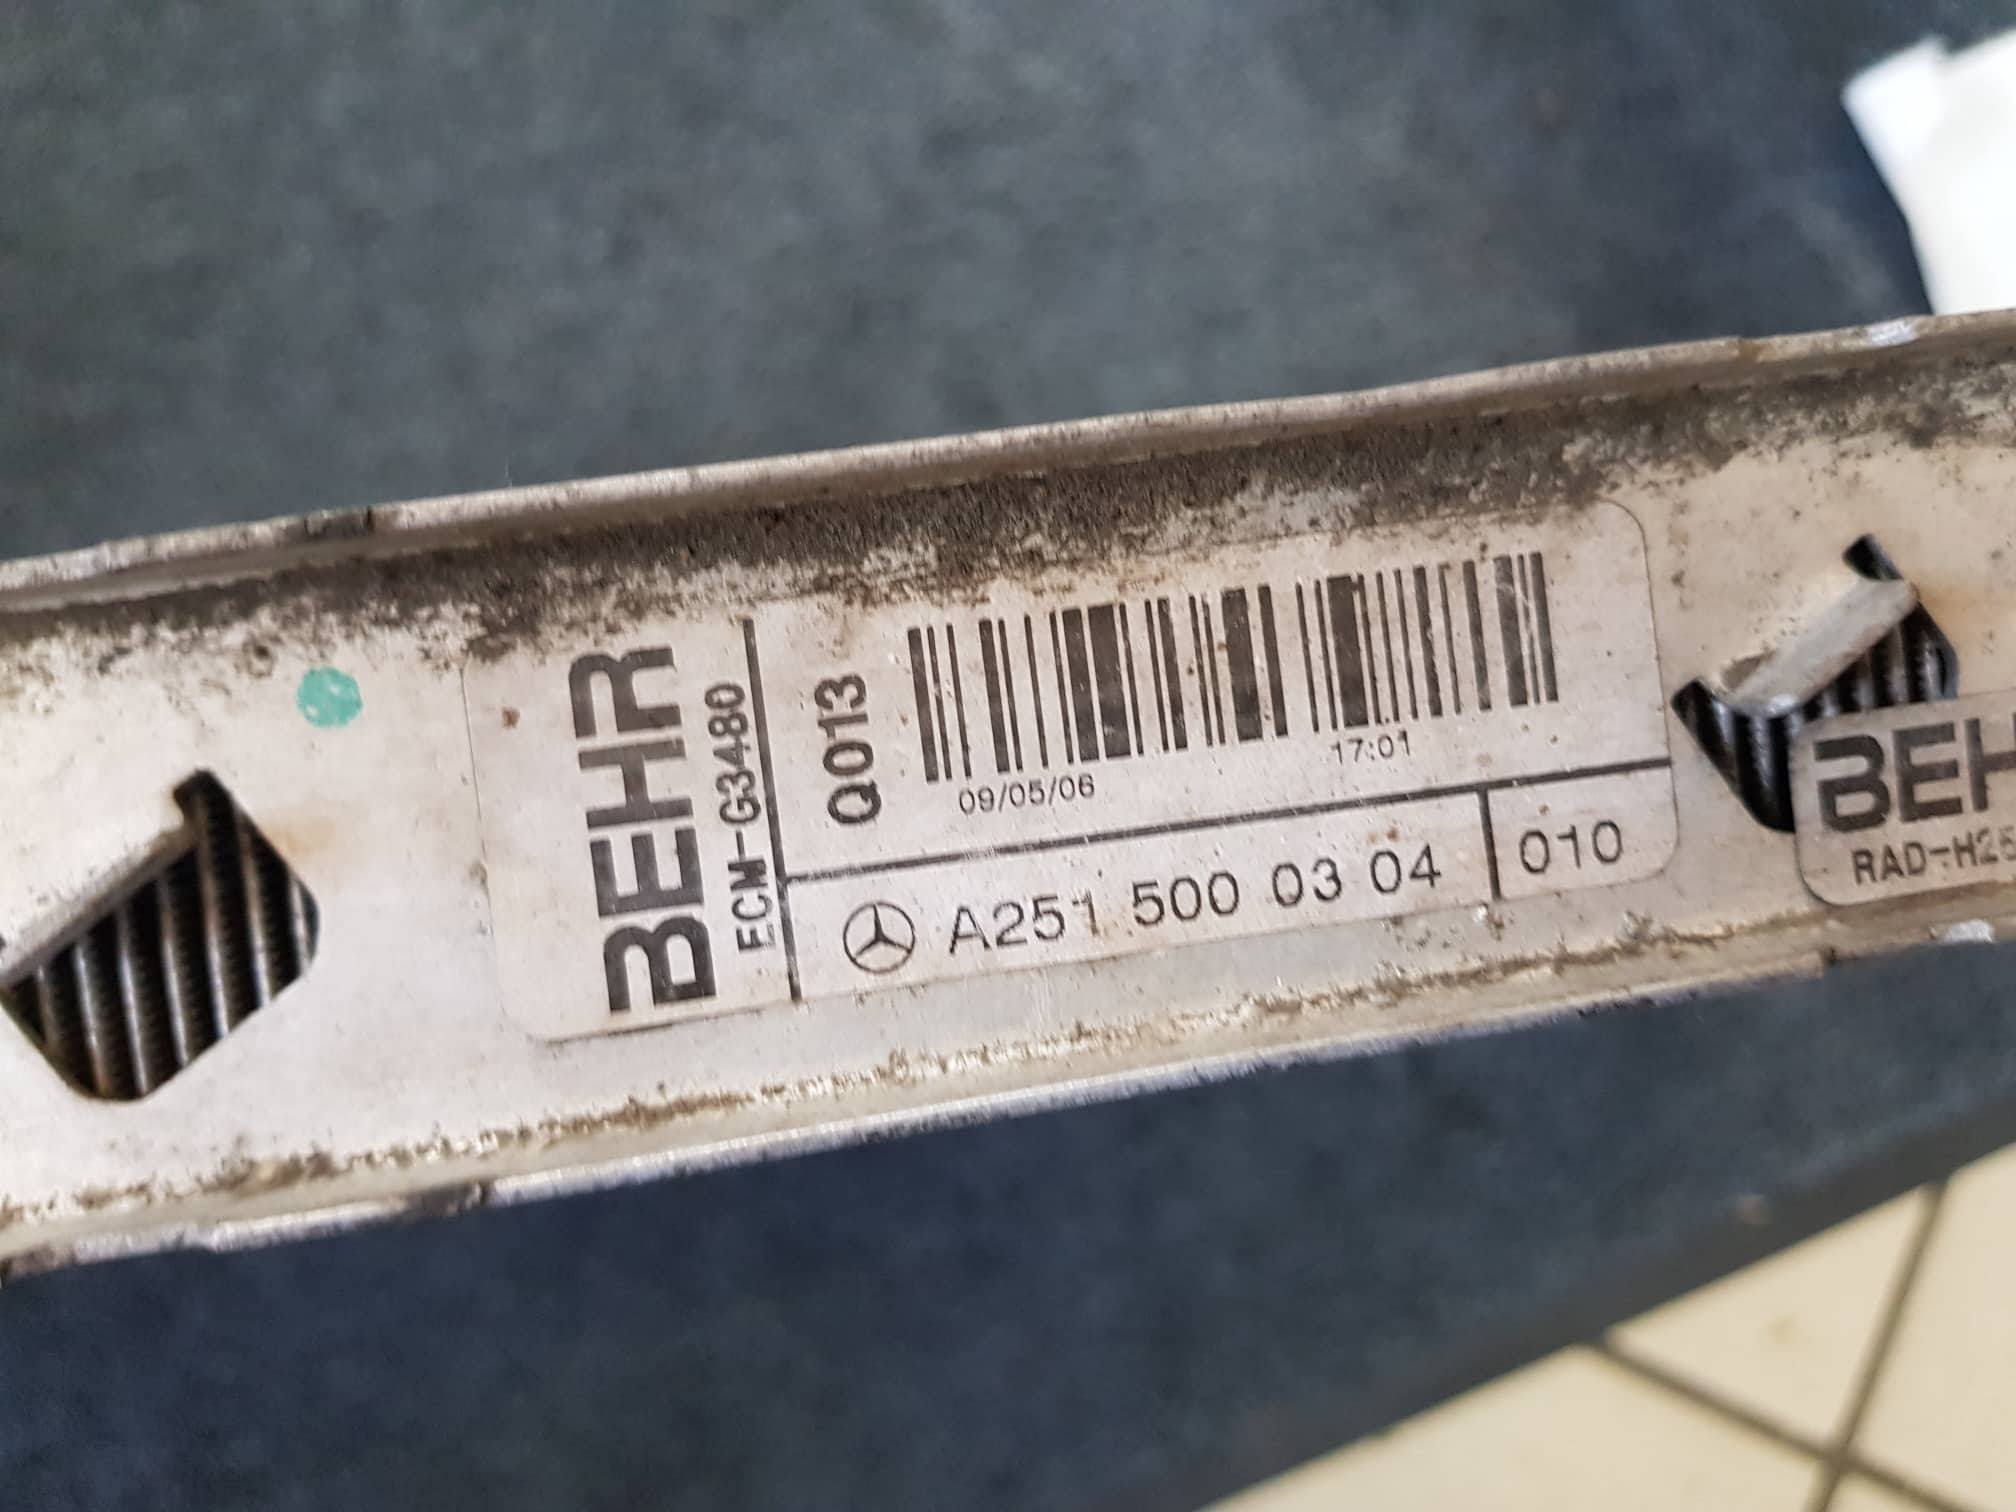 BEHR
ECM-G3480
Q013
09/05/06
17:01
A251 500 03 04
010
BEH
RAD-H25